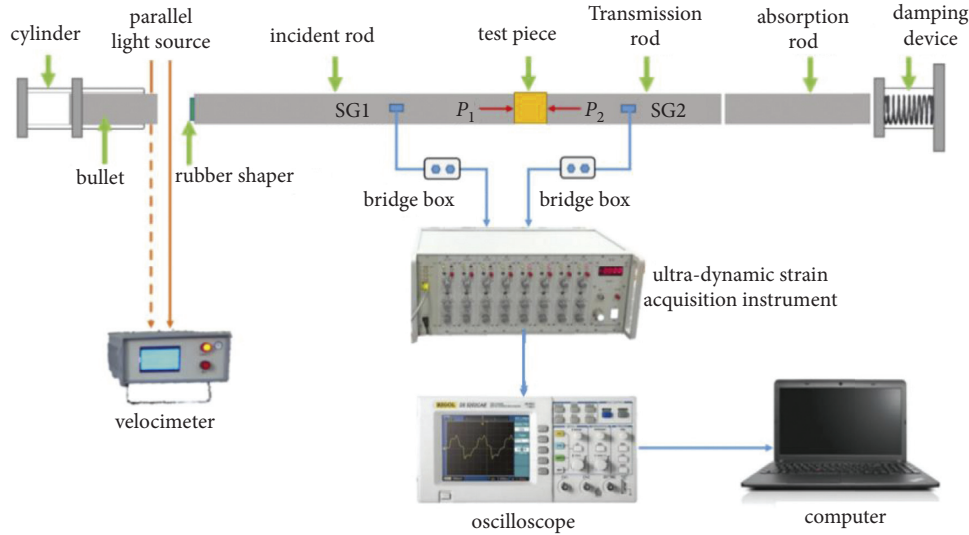 parallel
light source
cylinder
incident rod
test piece
Transmission
rod
absorption
rod
damping
device
SG1
P1
P2
SG2
bullet
rubber shaper
bridge box
bridge box
ultra-dynamic strain
acquisition instrument
velocimeter
RIGOL
oscilloscope
computer